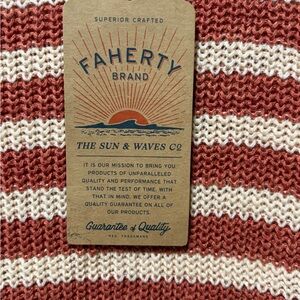 SUPERIOR CRAFTED
FAHERTY
BRAND
THE SUN & WAVES CO
IT IS OUR MISSION TO BRING YOU
PRODUCTS OF UNPARALLELED
QUALITY AND PERFORMANCE THAT
STAND THE TEST OF TIME. WITH
THAT IN MIND, WE OFFER A
QUALITY GUARANTEE ON ALL OF
OUR PRODUCTS.
Guarantee of Quality
REG. TRADEMARK